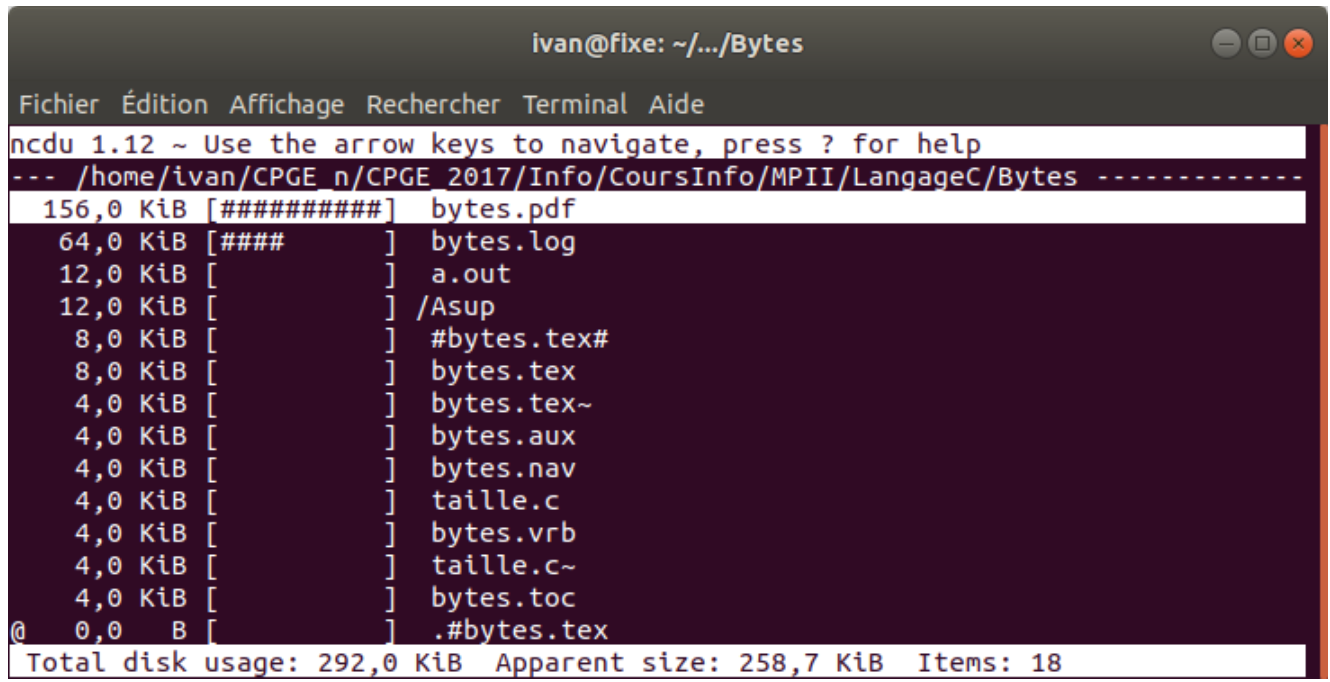 ivan@fixe: ~/.../Bytes
Fichier Édition Affichage Rechercher Terminal Aide
ncdu 1.12 ~ Use the arrow keys to navigate, press ? for help
--- /home/ivan/CPGE_n/CPGE_2017/Info/CoursInfo/MPII/LangageC/Bytes -------------
  156,0 KiB [##########]  bytes.pdf
   64,0 KiB [####      ]  bytes.log
   12,0 KiB [          ]  a.out
   12,0 KiB [          ] /Asup
    8,0 KiB [          ]  #bytes.tex#
    8,0 KiB [          ]  bytes.tex
    4,0 KiB [          ]  bytes.tex~
    4,0 KiB [          ]  bytes.aux
    4,0 KiB [          ]  bytes.nav
    4,0 KiB [          ]  taille.c
    4,0 KiB [          ]  bytes.vrb
    4,0 KiB [          ]  taille.c~
    4,0 KiB [          ]  bytes.toc
@   0,0   B [          ]  .#bytes.tex
 Total disk usage: 292,0 KiB  Apparent size: 258,7 KiB  Items: 18